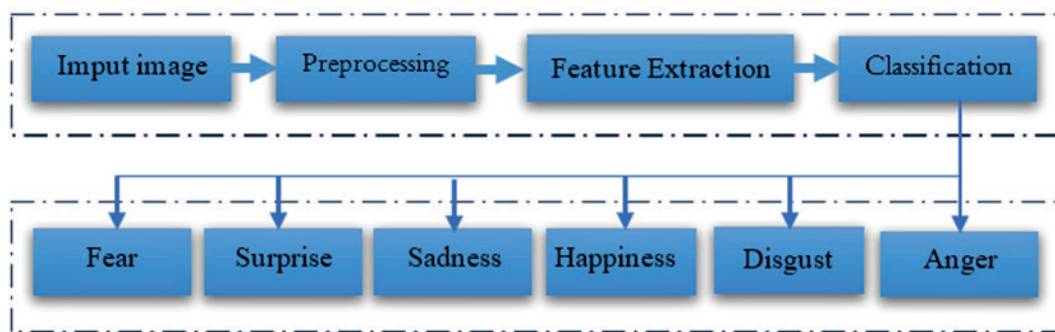 Imput image
Preprocessing
Feature Extraction
Classification
Fear
Surprise
Sadness
Happiness
Disgust
Anger